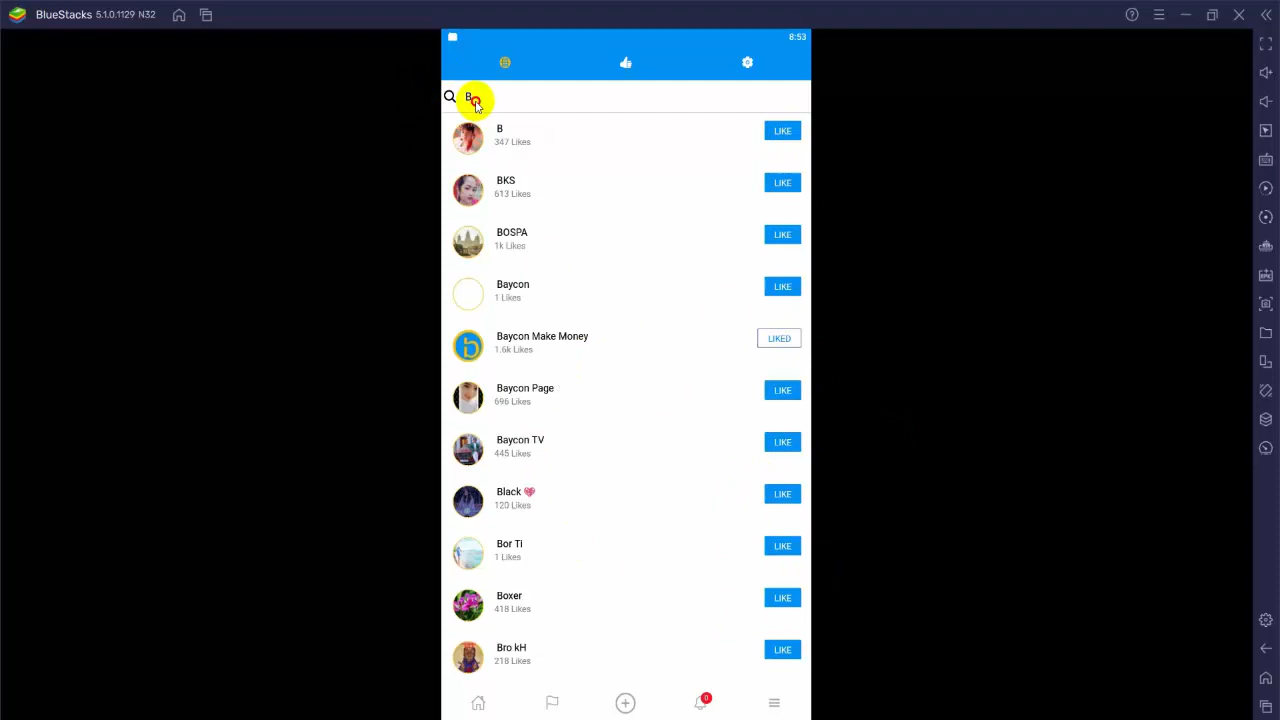 BlueStacks 5.1.0.1129 N32
8:53
B
B
347 Likes
LIKE
BKS
613 Likes
LIKE
BOSPA
1k Likes
LIKE
Baycon
1 Likes
LIKE
Baycon Make Money
1.6k Likes
LIKED
Baycon Page
696 Likes
LIKE
Baycon TV
445 Likes
LIKE
Black 💖
120 Likes
LIKE
Bor Ti
1 Likes
LIKE
Boxer
418 Likes
LIKE
Bro kH
218 Likes
LIKE
0